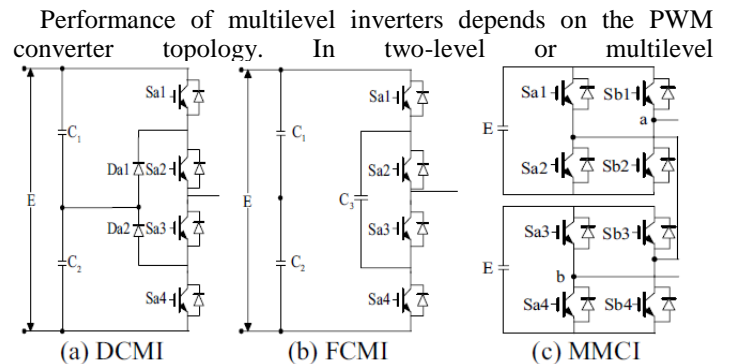 Performance of multilevel inverters depends on the PWM
converter topology. In two-level or multilevel
E
C1
C2
Da1
Da2
Sa1
Sa2
Sa3
Sa4
(a) DCMI
E
C1
C2
C3
Sa1
Sa2
Sa3
Sa4
(b) FCMI
E
Sa1
Sb1
a
Sa2
Sb2
E
Sa3
Sb3
b
Sa4
Sb4
(c) MMCI